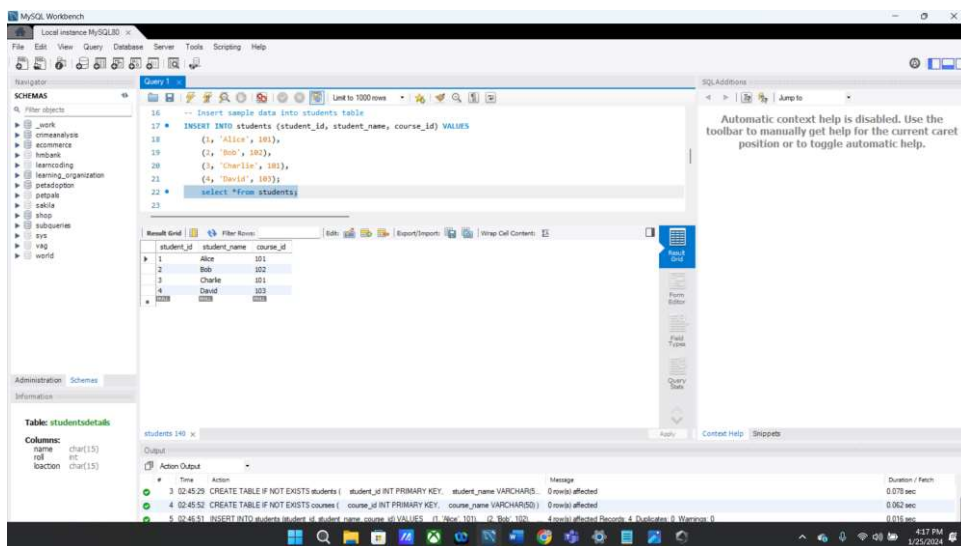 MySQL Workbench
Local instance MySQL80
File Edit View Query Database Server Tools Scripting Help
Navigator
SCHEMAS
Filter objects
_work
crimeanalysis
ecommerce
hmbank
learncoding
learning_organization
petadoption
petpals
sakila
shop
subqueries
sys
vag
world
Administration Schemas
Information
Table: studentsdetails
Columns:
name char(15)
roll int
loaction char(15)
Query 1
Limit to 1000 rows
16 -- Insert sample data into students table
17 INSERT INTO students (student_id, student_name, course_id) VALUES
18 (1, 'Alice', 101),
19 (2, 'Bob', 102),
20 (3, 'Charlie', 101),
21 (4, 'David', 103);
22 select *from students;
23
Result Grid Filter Rows: Edit: Export/Import: Wrap Cell Content:
student_id student_name course_id
1 Alice 101
2 Bob 102
3 Charlie 101
4 David 103
NULL NULL NULL
Result Grid
Form Editor
Field Types
Query Stats
students 140
Apply
SQLAdditions
Jump to
Automatic context help is disabled. Use the
toolbar to manually get help for the current caret
position or to toggle automatic help.
Context Help Snippets
Output
Action Output
# Time Action Message Duration / Fetch
3 02:45:29 CREATE TABLE IF NOT EXISTS students ( student_id INT PRIMARY KEY, student_name VARCHAR(5... 0 row(s) affected 0.078 sec
4 02:45:52 CREATE TABLE IF NOT EXISTS courses ( course_id INT PRIMARY KEY, course_name VARCHAR(50) ) 0 row(s) affected 0.062 sec
5 02:46:51 INSERT INTO students (student_id, student_name, course_id) VALUES (1, 'Alice', 101), (2, 'Bob', 102), 4 row(s) affected Records: 4 Duplicates: 0 Warnings: 0 0.016 sec
4:17 PM
1/25/2024